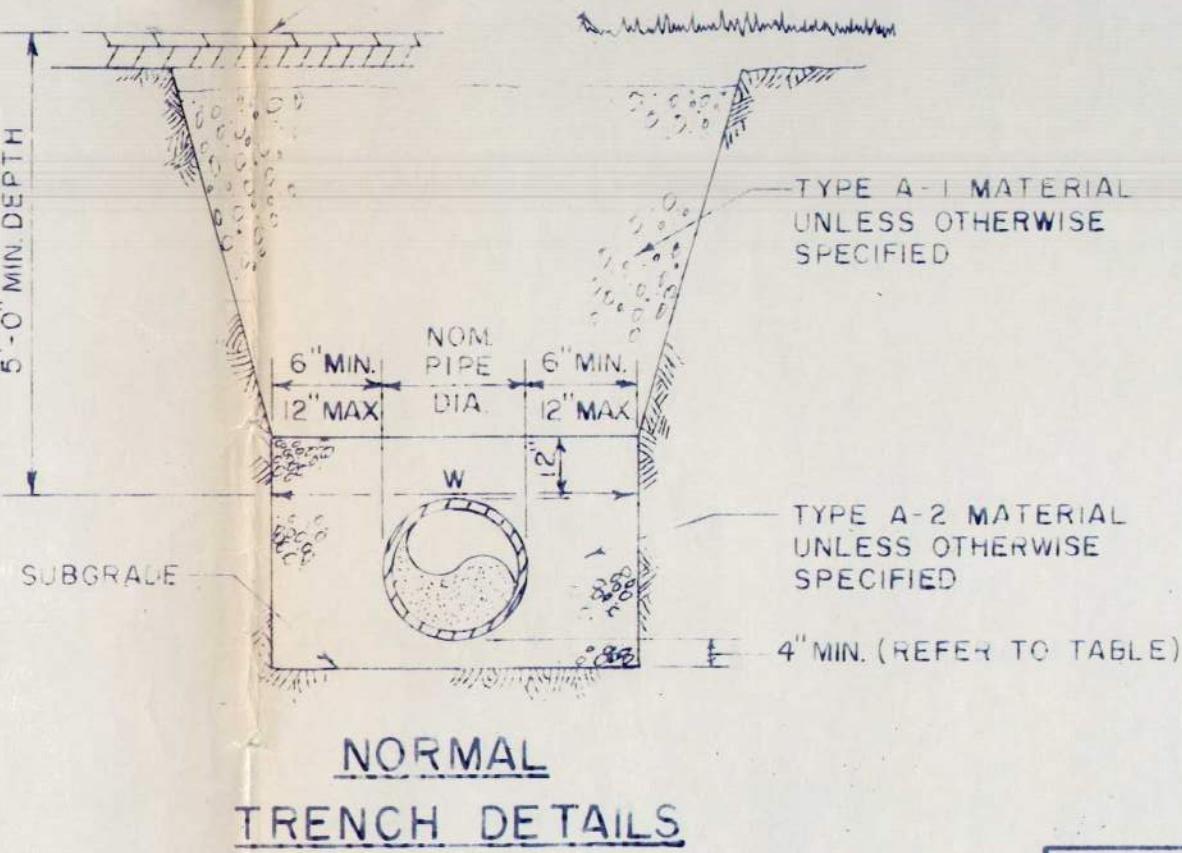 5'-0" MIN. DEPTH
TYPE A-1 MATERIAL
UNLESS OTHERWISE
SPECIFIED
NOM.
6" MIN. PIPE 6" MIN.
12" MAX DIA. 12" MAX
12"
W
TYPE A-2 MATERIAL
UNLESS OTHERWISE
SPECIFIED
SUBGRADE
4" MIN. (REFER TO TABLE)
NORMAL
TRENCH DETAILS